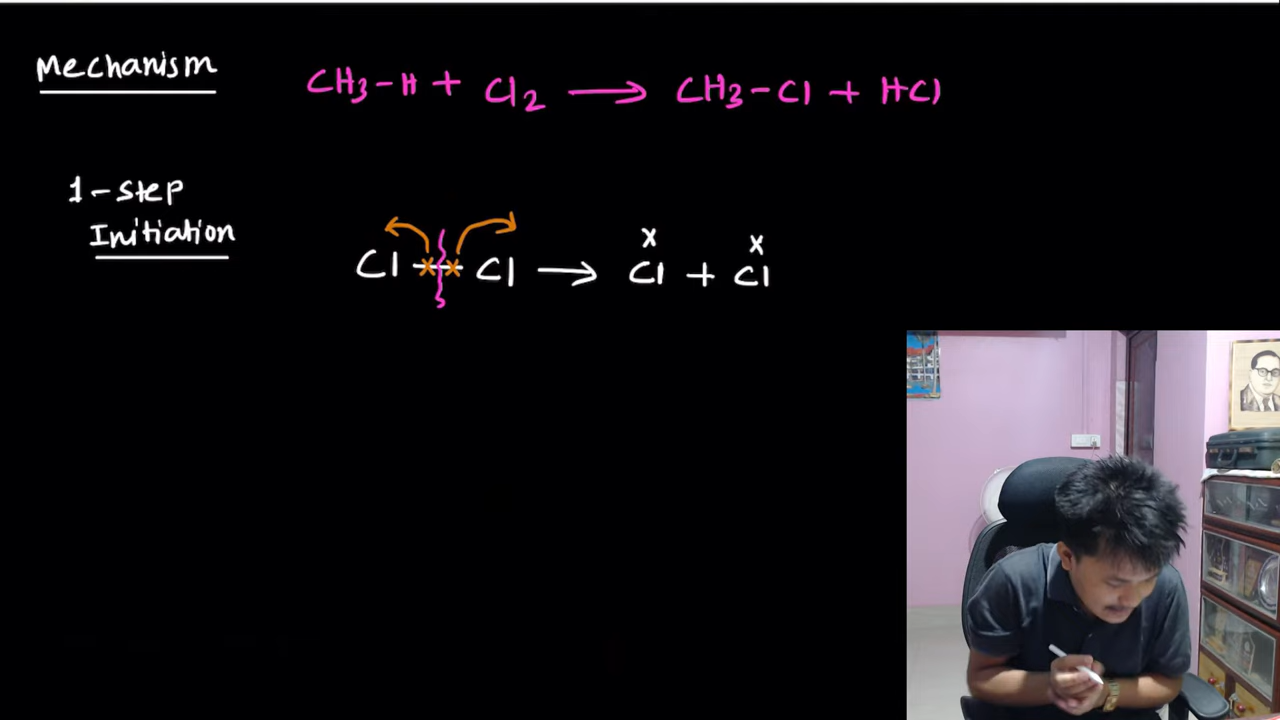 Mechanism
CH3-H + Cl2 → CH3-Cl + HCl
1-step
Initiation
Cl ×× Cl → Cl + Cl
x x